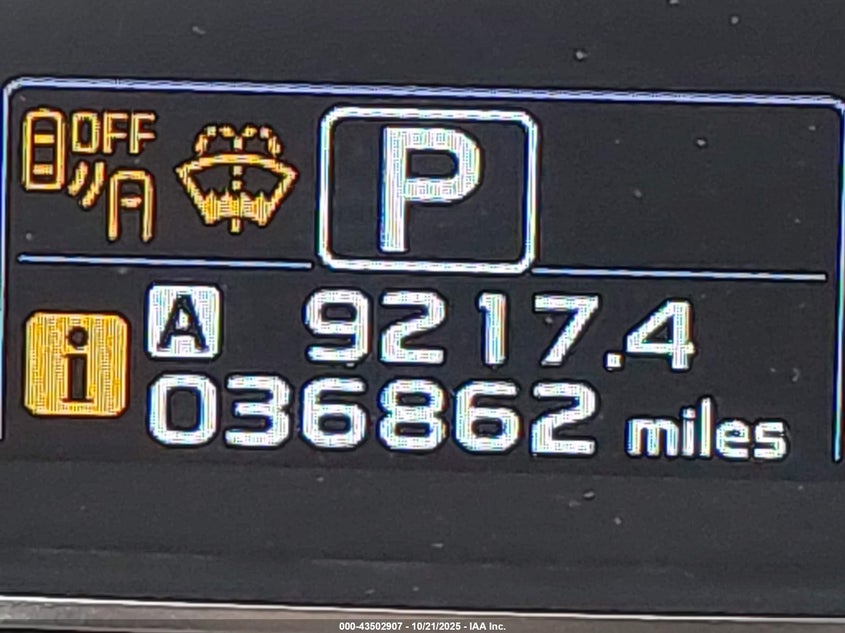 OFF
P
A 9217.4
i
036862 miles
000-43502907 - 10/21/2025 - IAA Inc.